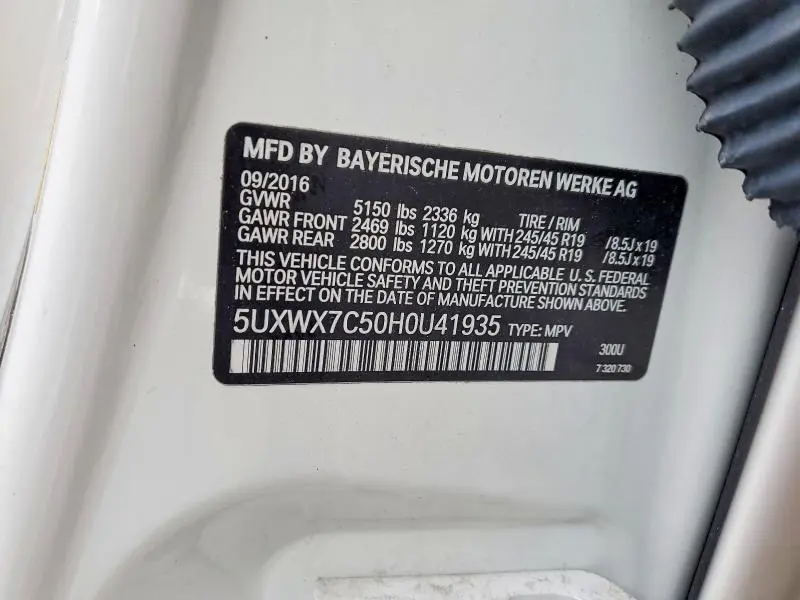 MFD BY BAYERISCHE MOTOREN WERKE AG
09/2016
GVWR 5150 lbs 2336 kg TIRE / RIM
GAWR FRONT 2469 lbs 1120 kg WITH 245/45 R19 /8.5J x 19
GAWR REAR 2800 lbs 1270 kg WITH 245/45 R19 /8.5J x 19
THIS VEHICLE CONFORMS TO ALL APPLICABLE U.S. FEDERAL
MOTOR VEHICLE SAFETY AND THEFT PREVENTION STANDARDS
IN EFFECT ON THE DATE OF MANUFACTURE SHOWN ABOVE.
5UXWX7C50H0U41935 TYPE: MPV
300U
7 320 730